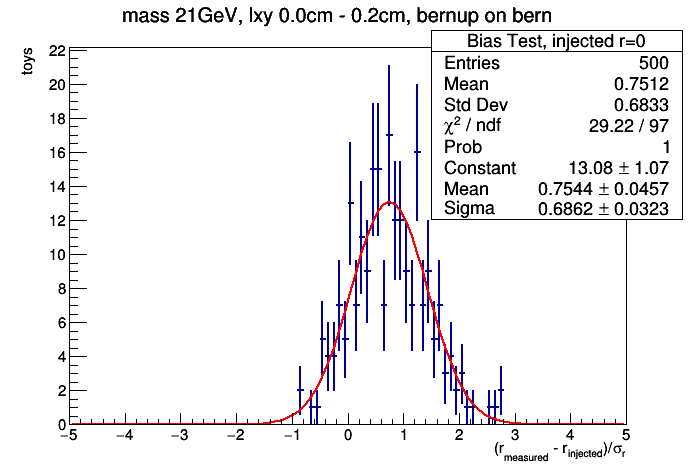 mass 21GeV, lxy 0.0cm - 0.2cm, bernup on bern
Bias Test, injected r=0
Entries 500
Mean 0.7512
Std Dev 0.6833
χ² / ndf 29.22 / 97
Prob 1
Constant 13.08 ± 1.07
Mean 0.7544 ± 0.0457
Sigma 0.6862 ± 0.0323
toys
22
20
18
16
14
12
10
8
6
4
2
0
−5 −4 −3 −2 −1 0 1 2 3 4 5
(r_measured - r_injected)/σ_r